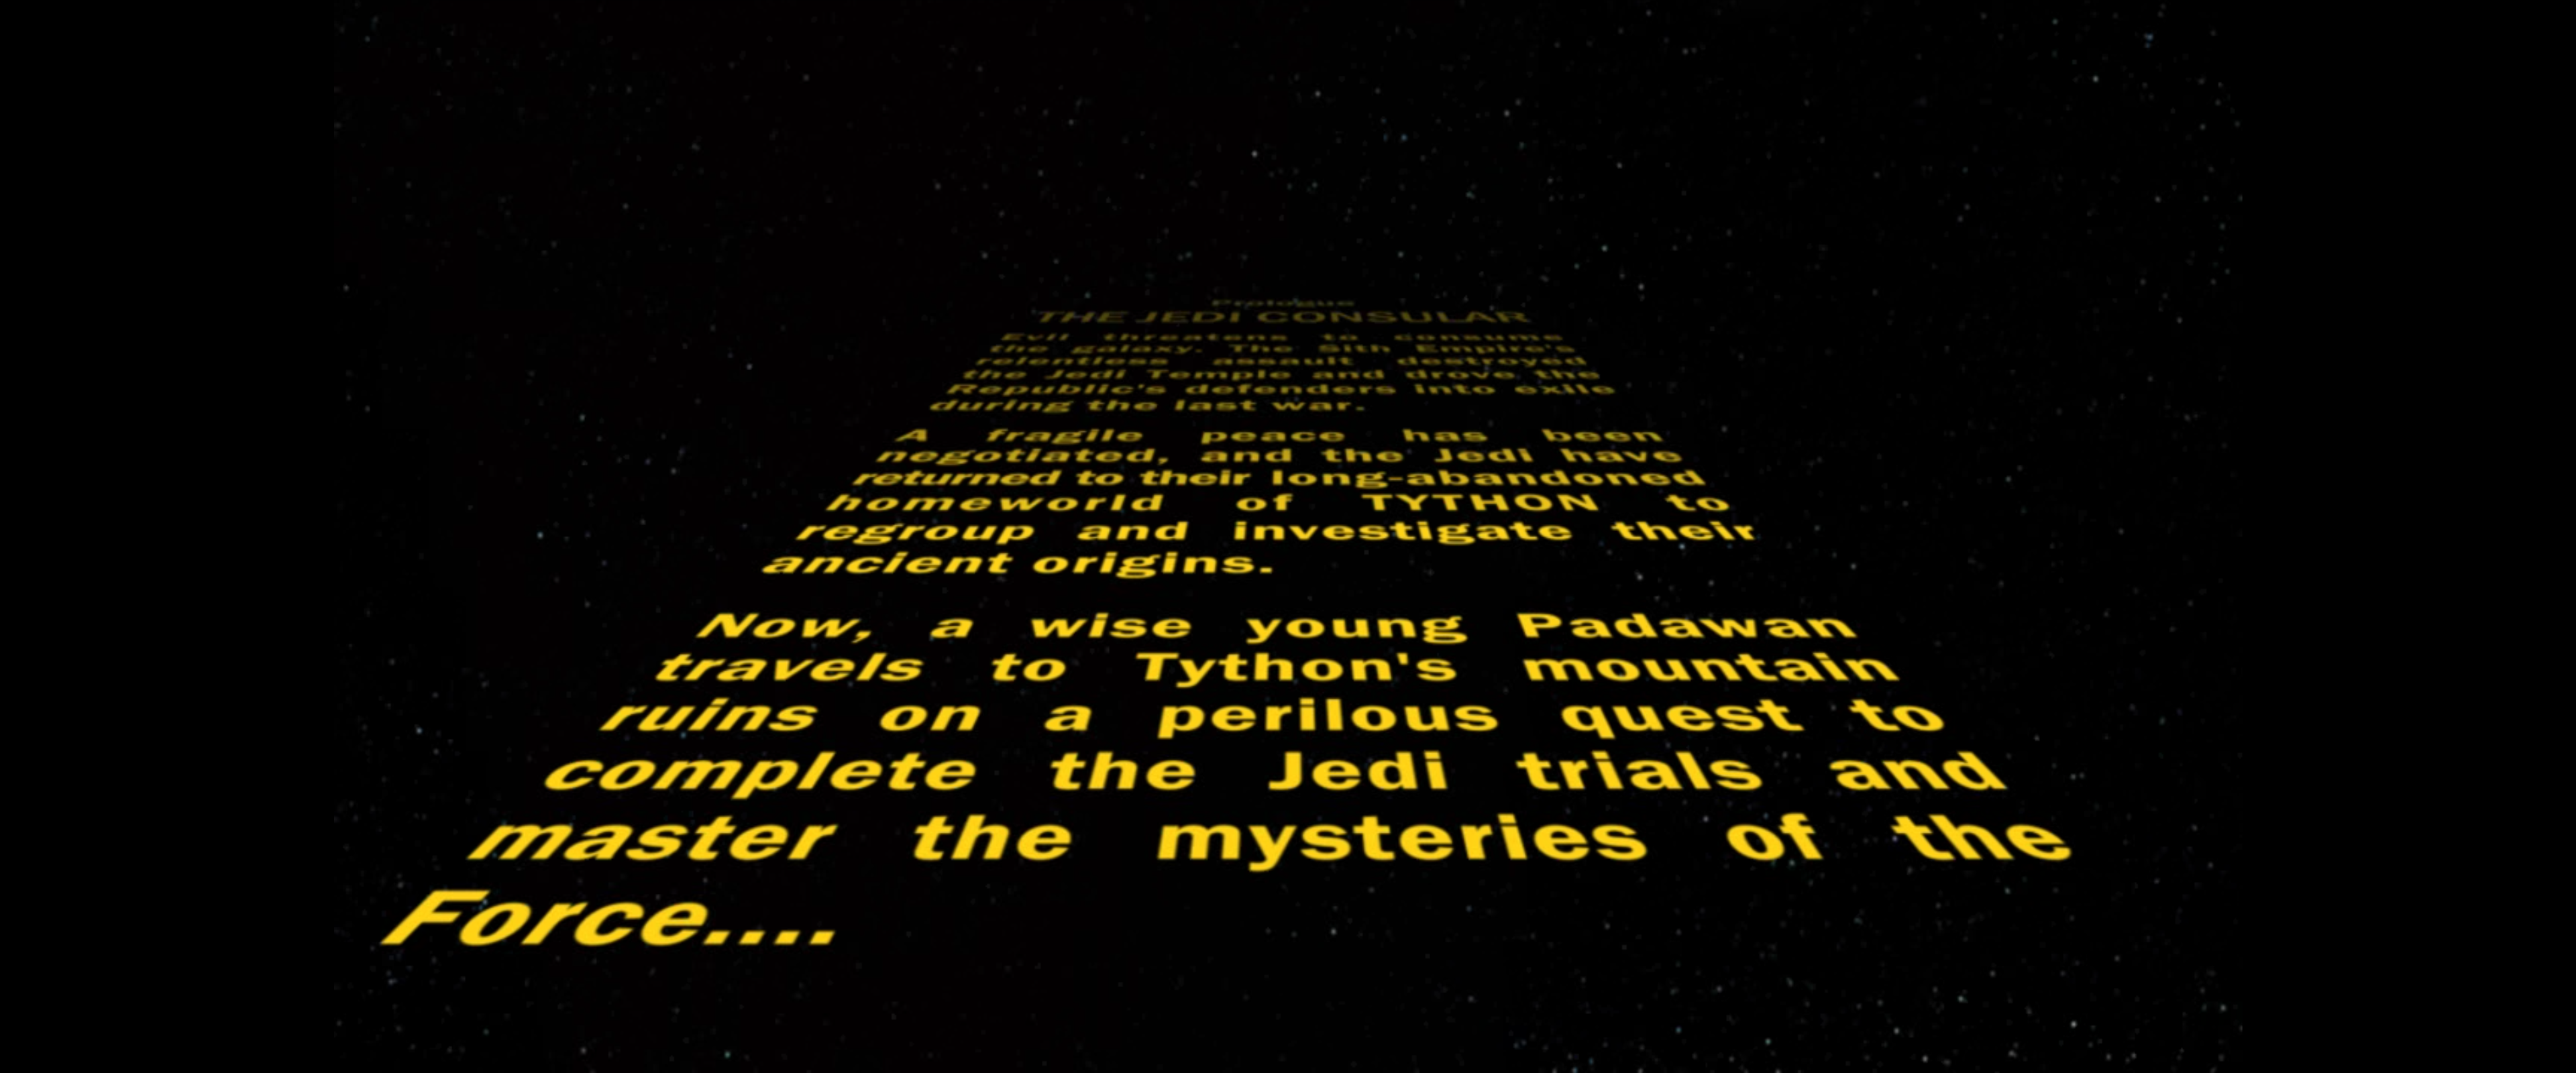 Prologue
THE JEDI CONSULAR
Evil threatens to consume
the galaxy. The Sith Empire's
relentless assault destroyed
the Jedi Temple and drove the
Republic's defenders into exile
during the last war.
A fragile peace has been
negotiated, and the Jedi have
returned to their long-abandoned
homeworld of TYTHON to
regroup and investigate their
ancient origins.
Now, a wise young Padawan
travels to Tython's mountain
ruins on a perilous quest to
complete the Jedi trials and
master the mysteries of the
Force....